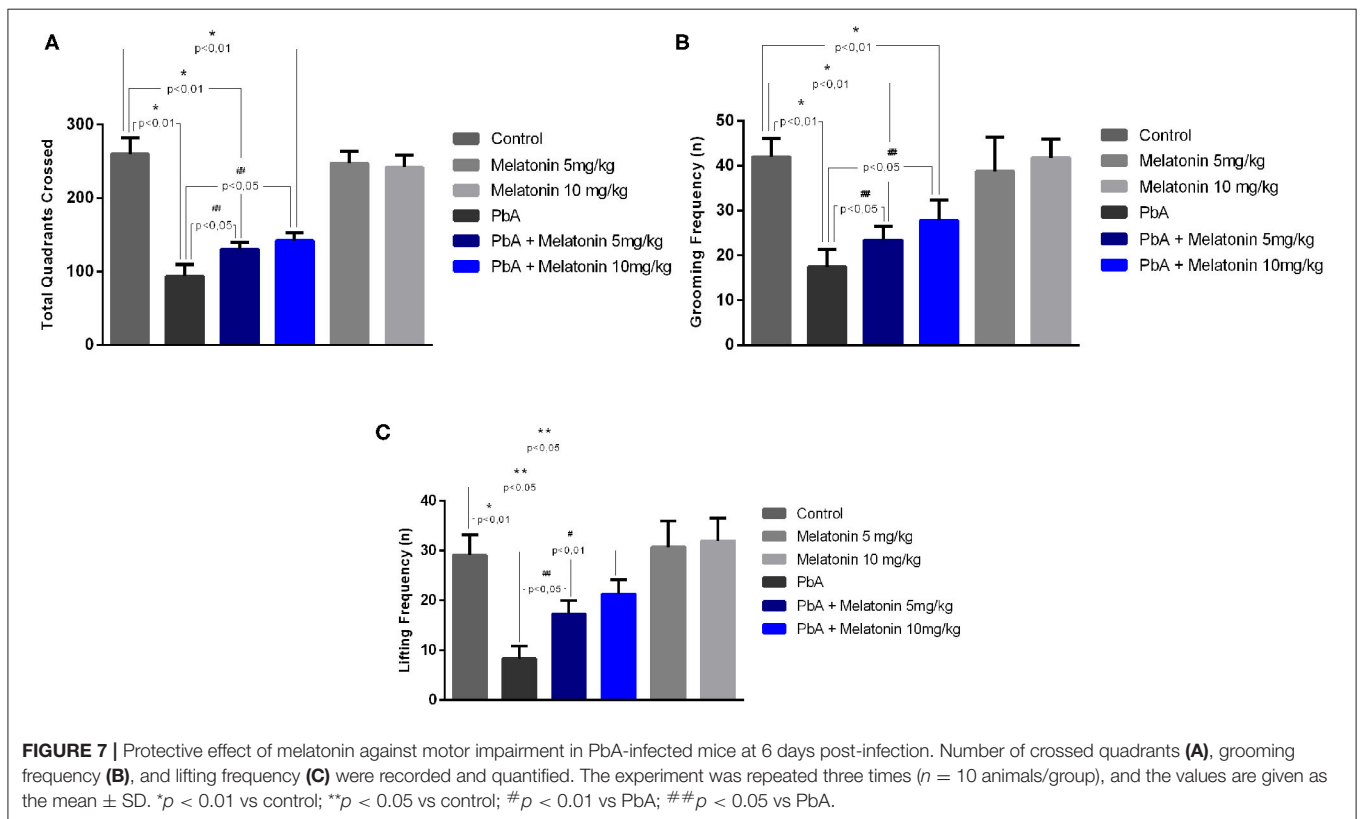 A
*
p<0,01
*
p<0.01
*
p<0,01
##
p<0,05
##
p<0,05
300
200
100
0
Total Quadrants Crossed
Control
Melatonin 5mg/kg
Melatonin 10 mg/kg
PbA
PbA + Melatonin 5mg/kg
PbA + Melatonin 10mg/kg
B
*
p<0,01
*
p<0,01
*
p<0,01
##
p<0,05
##
p<0,05
50
40
30
20
10
0
Grooming Frequency (n)
Control
Melatonin 5mg/kg
Melatonin 10 mg/kg
PbA
PbA + Melatonin 5mg/kg
PbA + Melatonin 10mg/kg
C
**
p<0,05
**
p<0,05
*
p<0,01
#
p<0,01
##
p<0,05
40
30
20
10
0
Lifting Frequency (n)
Control
Melatonin 5 mg/kg
Melatonin 10 mg/kg
PbA
PbA + Melatonin 5mg/kg
PbA + Melatonin 10mg/kg
FIGURE 7 | Protective effect of melatonin against motor impairment in PbA-infected mice at 6 days post-infection. Number of crossed quadrants (A), grooming
frequency (B), and lifting frequency (C) were recorded and quantified. The experiment was repeated three times (n = 10 animals/group), and the values are given as
the mean ± SD. *p < 0.01 vs control; **p < 0.05 vs control; #p < 0.01 vs PbA; ##p < 0.05 vs PbA.